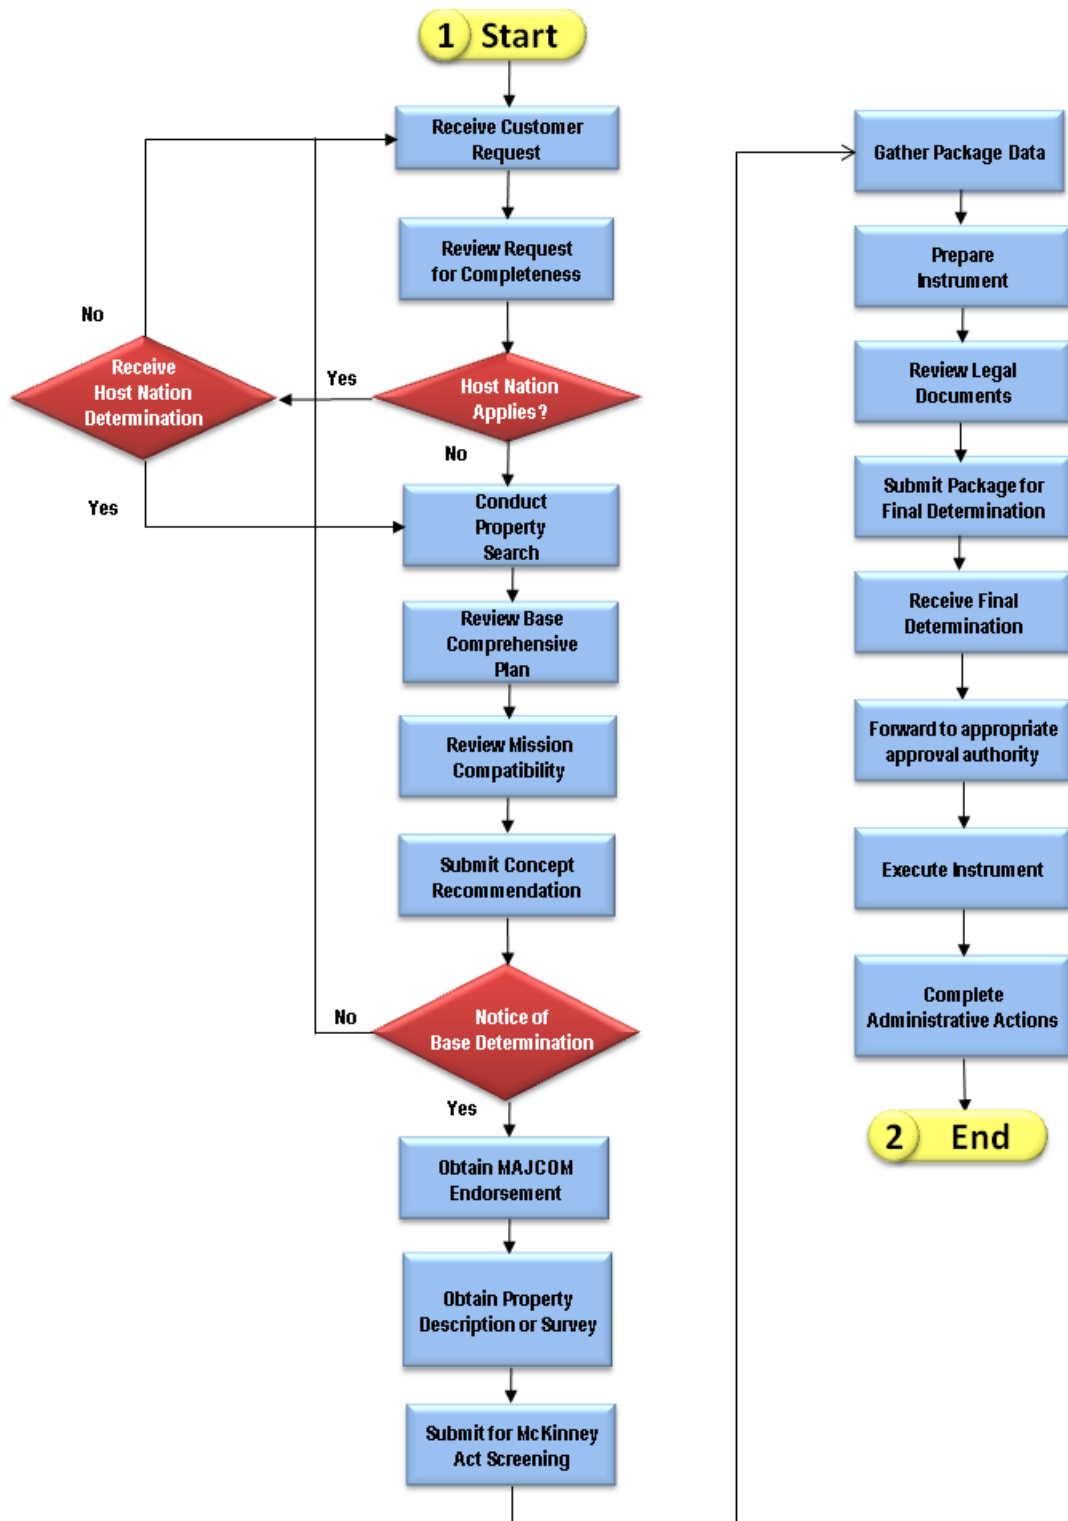 1 Start
Receive Customer
Request
Review Request
for Completeness
No
Receive
Host Nation
Determination
Yes
Host Nation
Applies?
No
Yes
Conduct
Property
Search
Review Base
Comprehensive
Plan
Review Mission
Compatibility
Submit Concept
Recommendation
No
Notice of
Base Determination
Yes
Obtain MAJCOM
Endorsement
Obtain Property
Description or Survey
Submit for McKinney
Act Screening
Gather Package Data
Prepare
Instrument
Review Legal
Documents
Submit Package for
Final Determination
Receive Final
Determination
Forward to appropriate
approval authority
Execute Instrument
Complete
Administrative Actions
2 End